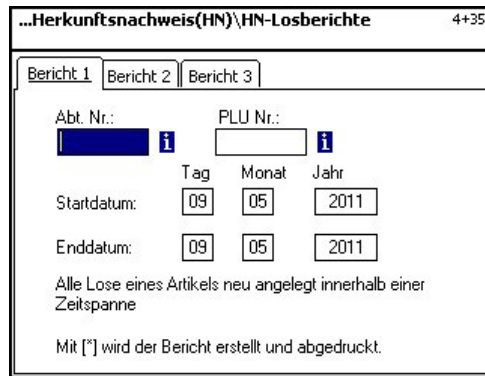 ...Herkunftsnachweis(HN)\HN-Losberichte 4+35
Bericht 1 Bericht 2 Bericht 3
Abt. Nr.: PLU Nr.:
i i
Tag Monat Jahr
Startdatum: 09 05 2011
Enddatum: 09 05 2011
Alle Lose eines Artikels neu angelegt innerhalb einer
Zeitspanne
Mit [*] wird der Bericht erstellt und abgedruckt.